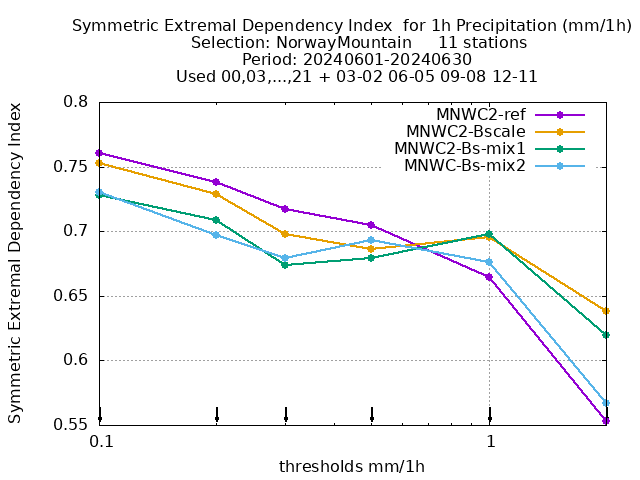 Symmetric Extremal Dependency Index  for 1h Precipitation (mm/1h)
Selection: NorwayMountain     11 stations
Period: 20240601-20240630
Used 00,03,...,21 + 03-02 06-05 09-08 12-11
Symmetric Extremal Dependency Index
0.8
0.75
0.7
0.65
0.6
0.55
MNWC2-ref
MNWC2-Bscale
MNWC2-Bs-mix1
MNWC-Bs-mix2
0.1
1
thresholds mm/1h